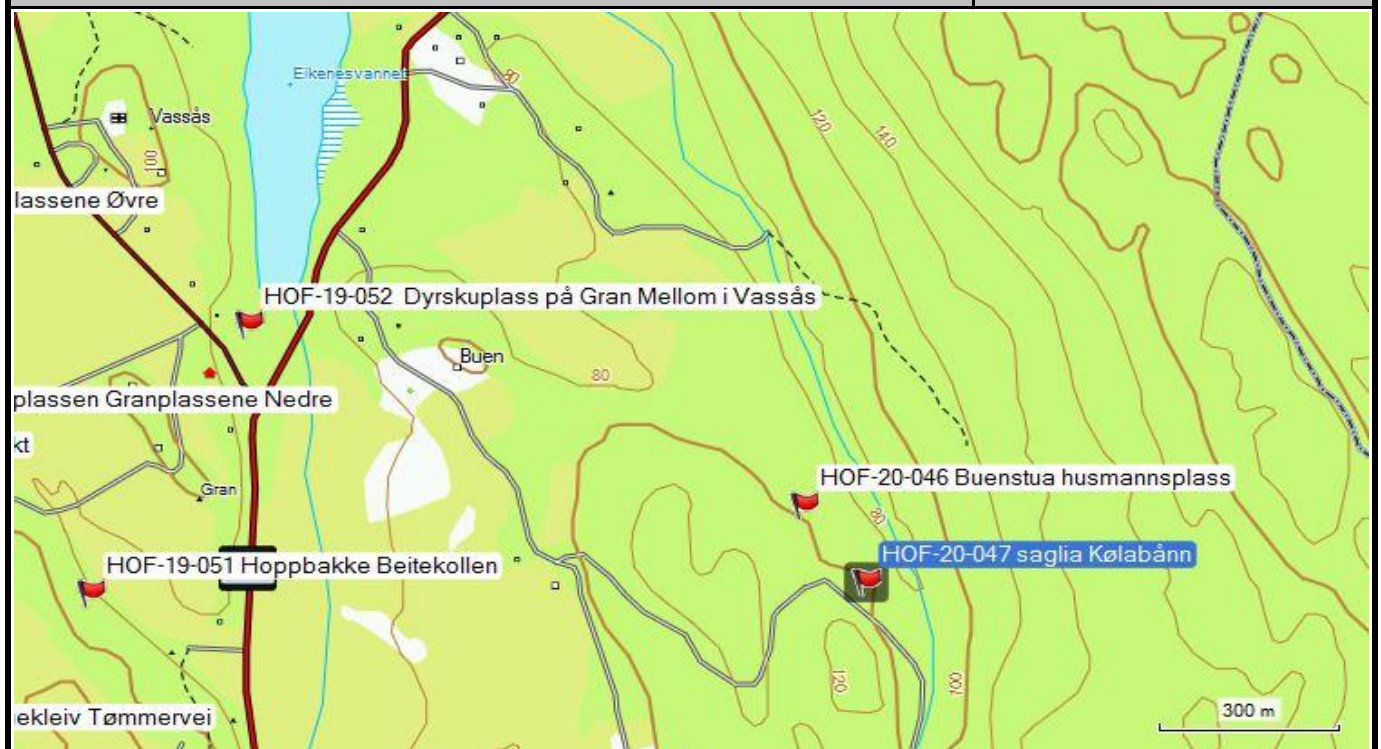 Eikenesvannet
80
Vassås
100
120
140
lassene Øvre
HOF-19-052 Dyrskuplass på Gran Mellom i Vassås
Buen
80
plassen Granplassene Nedre
kt
Gran
HOF-20-046 Buenstua husmannsplass
80
HOF-20-047 saglia Kølabånn
HOF-19-051 Hoppbakke Beitekollen
120
100
ekleiv Tømmervei
300 m